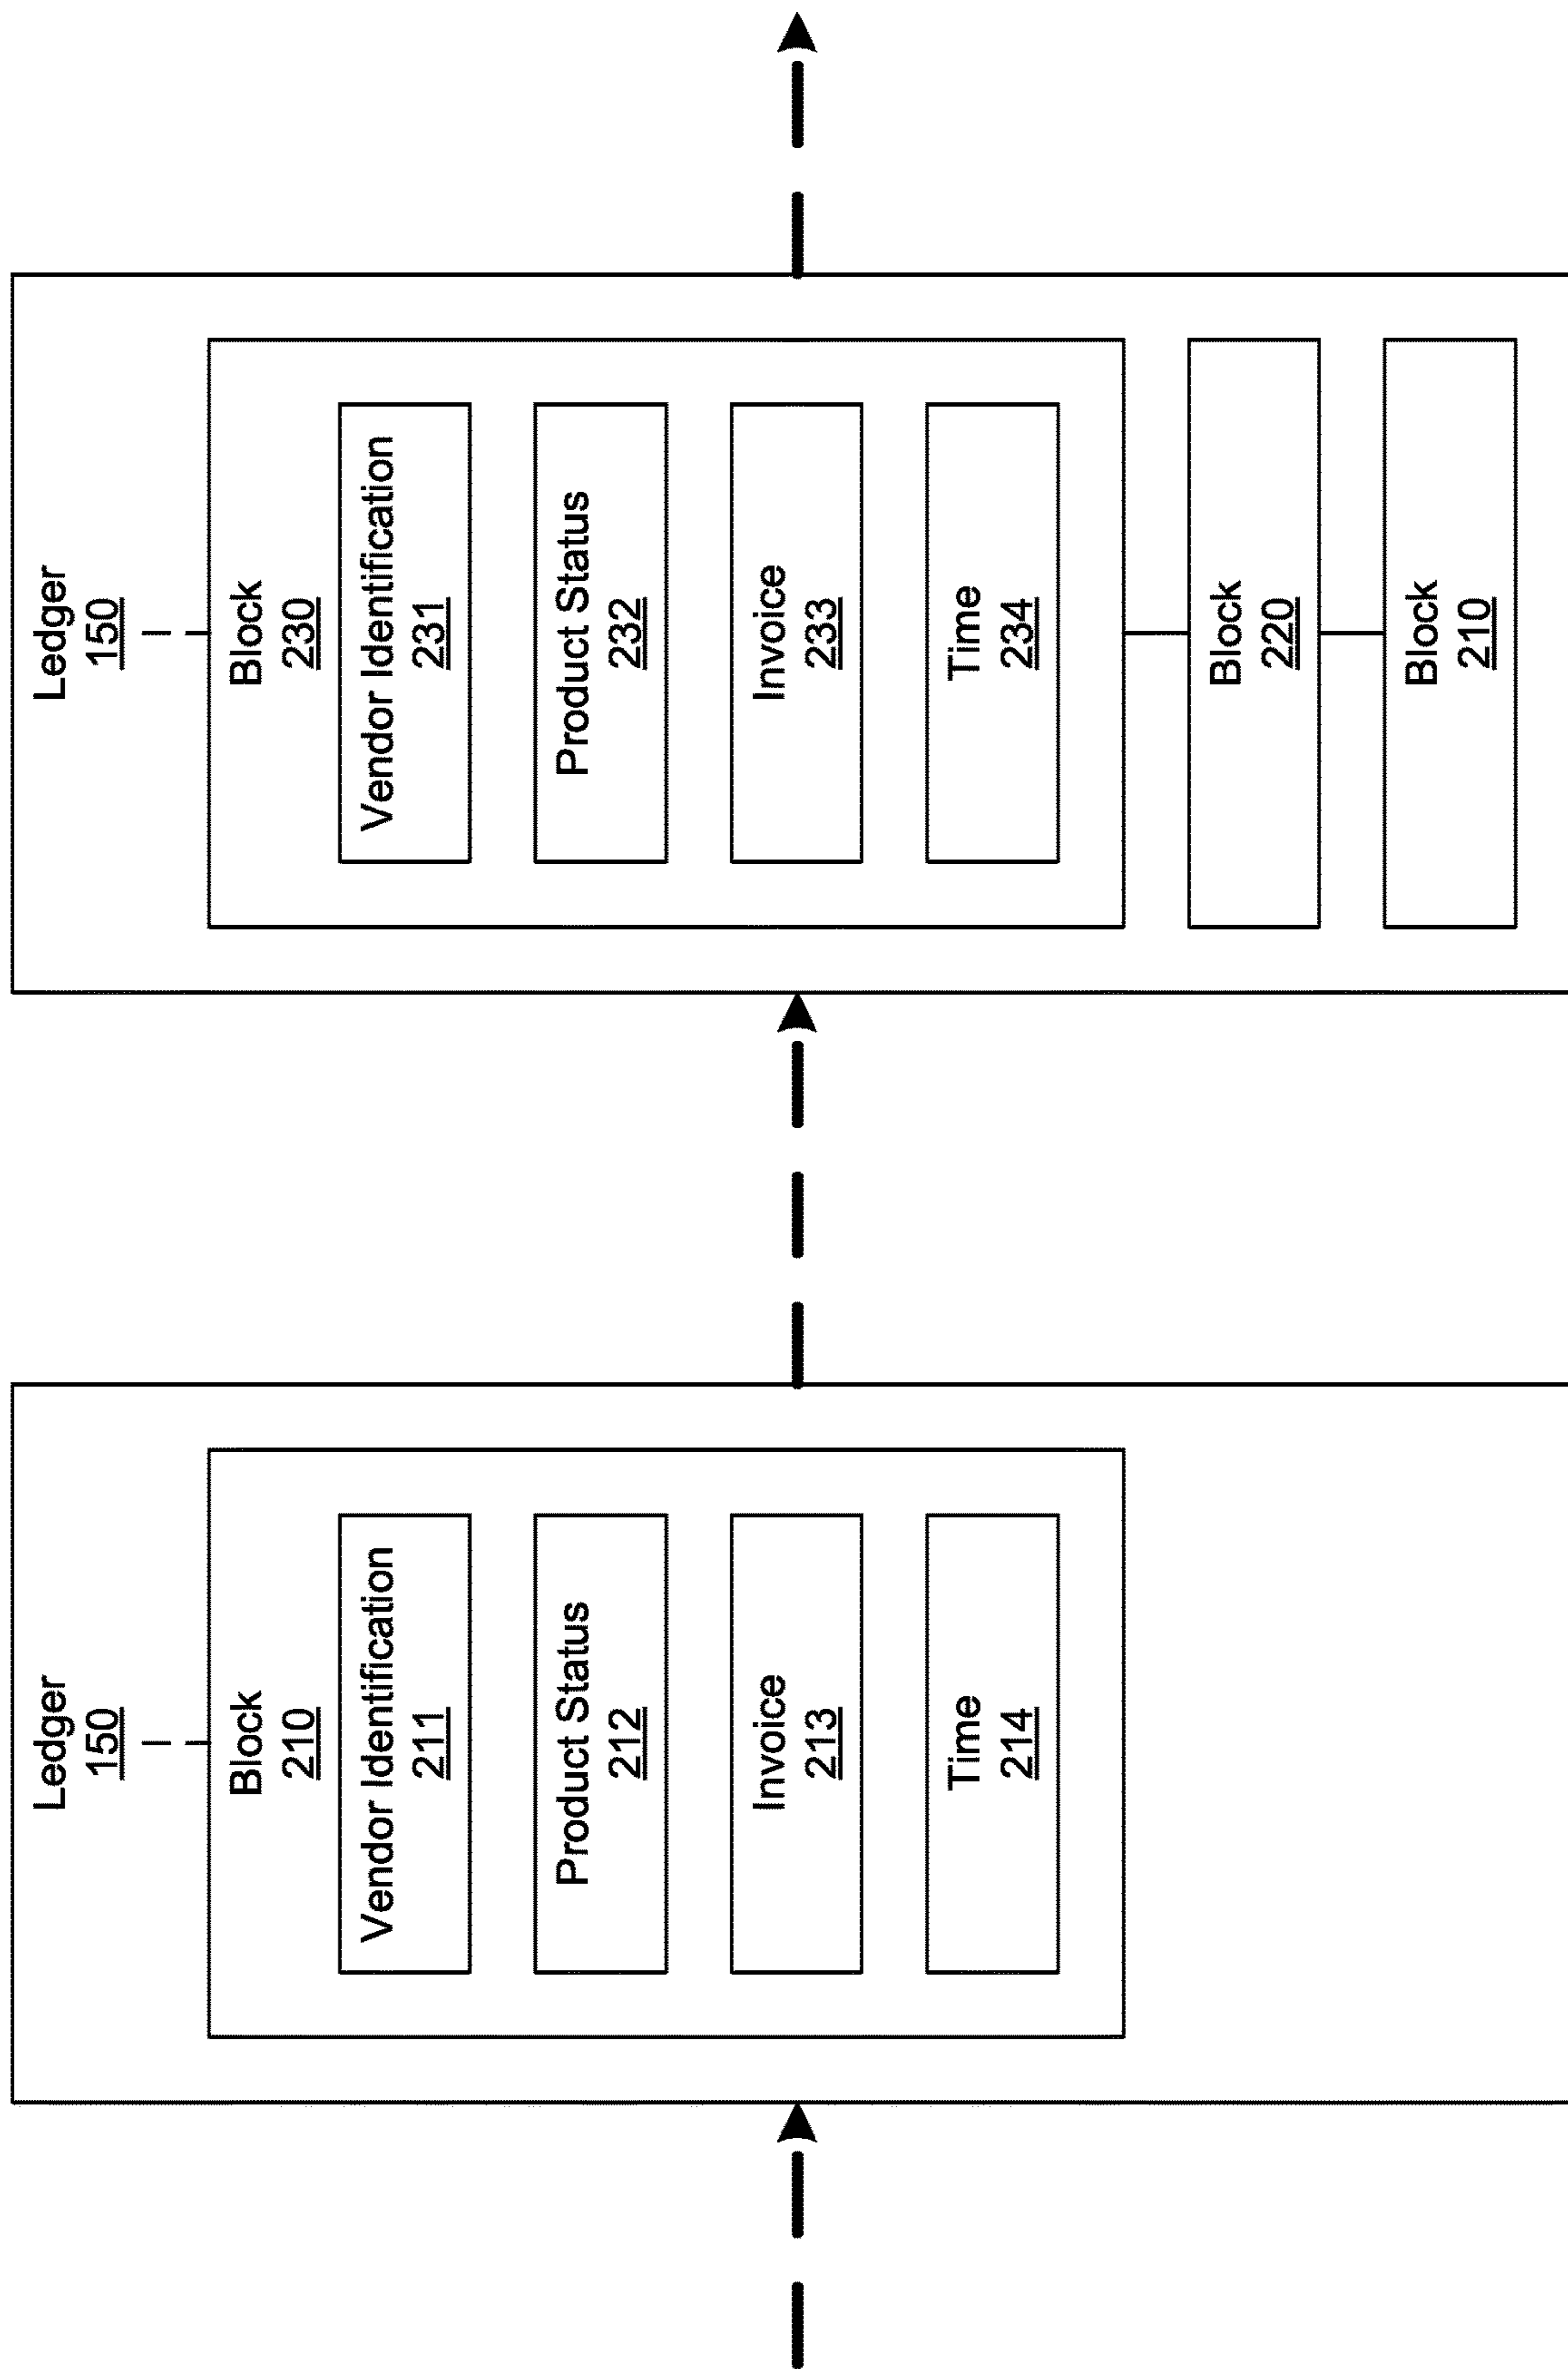 Ledger
150
Block
210
Vendor Identification
211
Product Status
212
Invoice
213
Time
214
Ledger
150
Block
230
Vendor Identification
231
Product Status
232
Invoice
233
Time
234
Block
220
Block
210